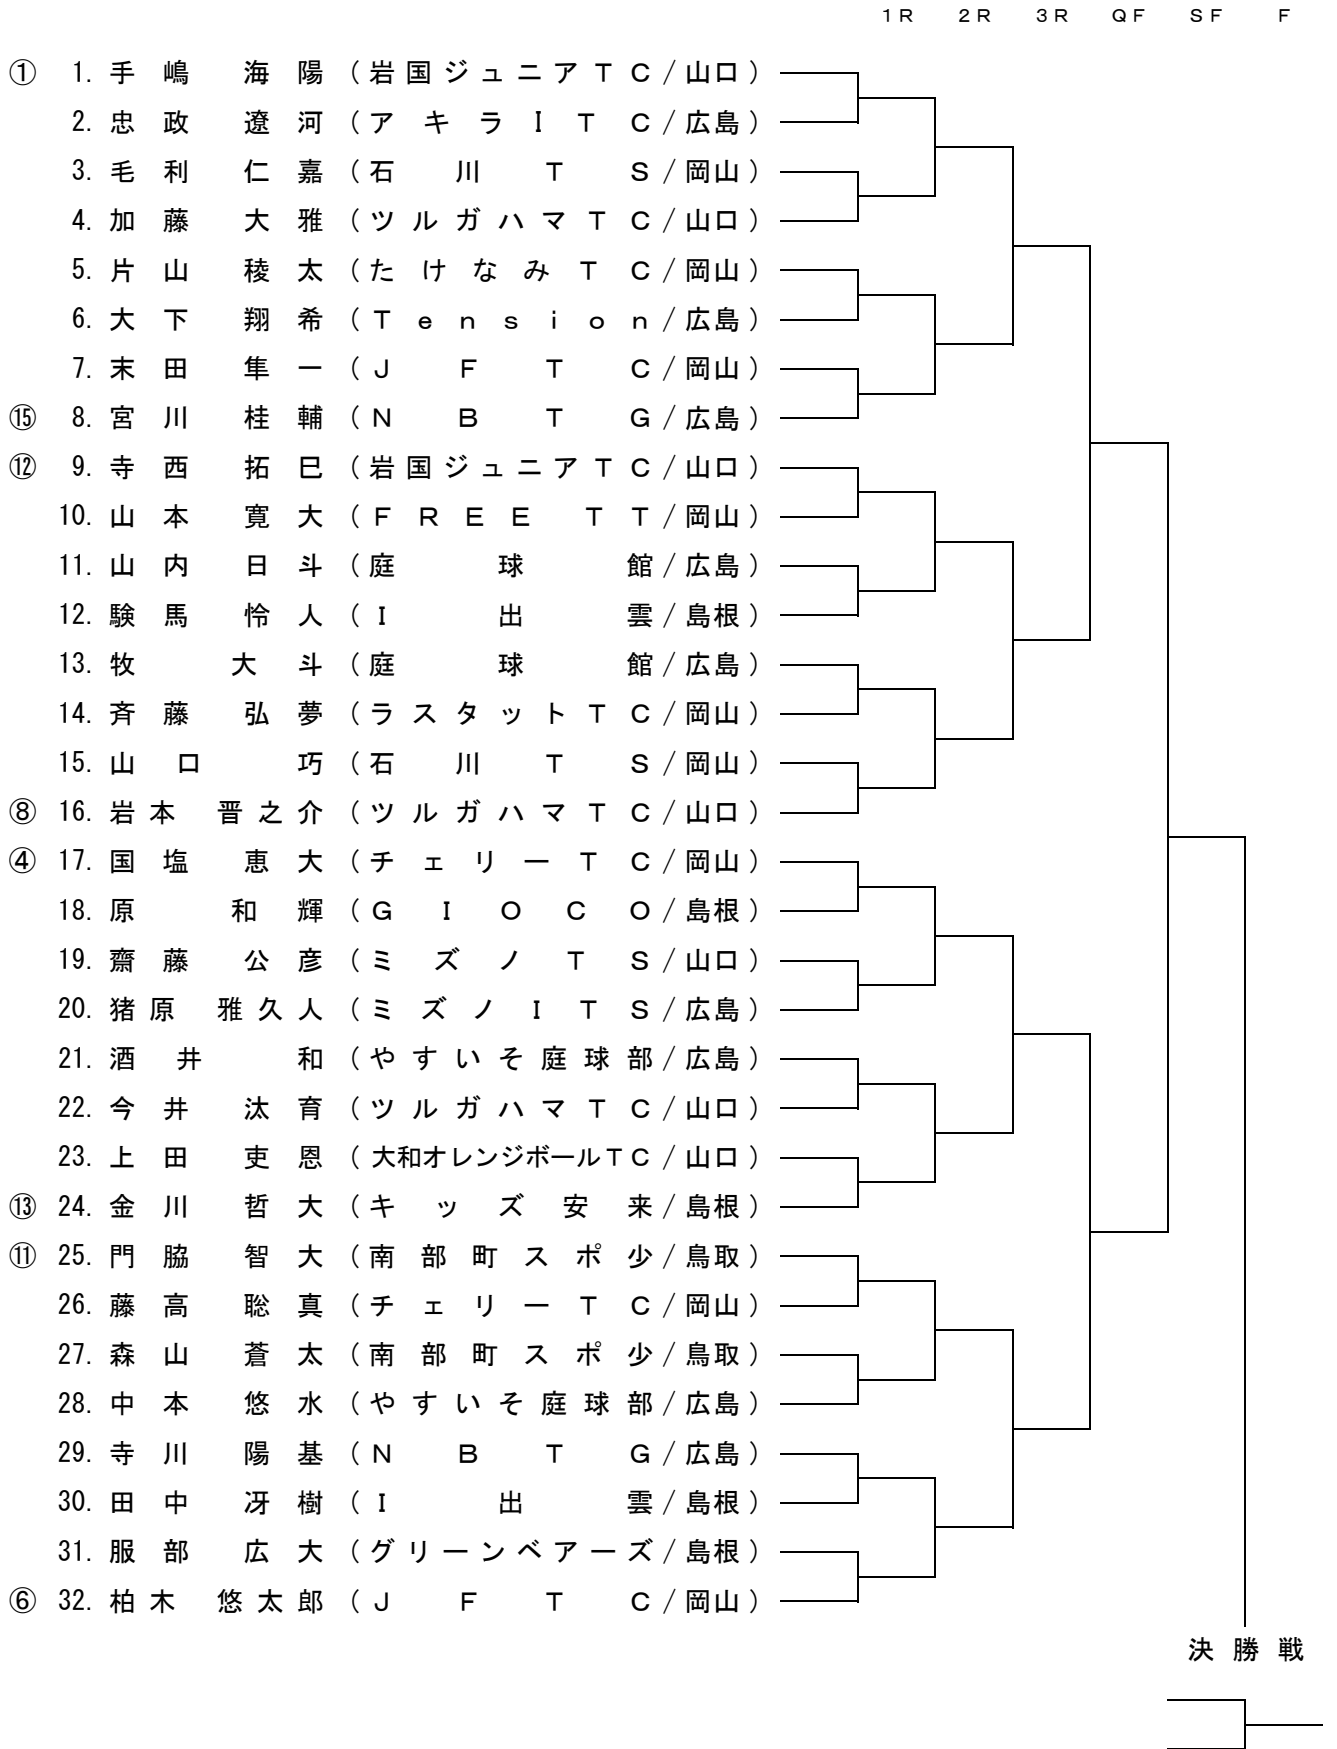 1R 2R 3R QF SF F
① 1. 手嶋 海陽 (岩国ジュニアTC/山口)
2. 忠政 遼河 (アキラITC/広島)
3. 毛利 仁嘉 (石川TS/岡山)
4. 加藤 大雅 (ツルガハマTC/山口)
5. 片山 稜太 (たけなみTC/岡山)
6. 大下 翔希 (Tension/広島)
7. 末田 隼一 (JFTC/岡山)
⑮ 8. 宮川 桂輔 (NBTG/広島)
⑫ 9. 寺西 拓巳 (岩国ジュニアTC/山口)
10. 山本 寛大 (FREE TT/岡山)
11. 山内 日斗 (庭球館/広島)
12. 験馬 怜人 (I出雲/島根)
13. 牧 大斗 (庭球館/広島)
14. 斉藤 弘夢 (ラスタットTC/岡山)
15. 山口 巧 (石川TS/岡山)
⑧ 16. 岩本 晋之介 (ツルガハマTC/山口)
④ 17. 国塩 恵大 (チェリーTC/岡山)
18. 原 和輝 (GIOCO/島根)
19. 齋藤 公彦 (ミズノTS/山口)
20. 猪原 雅久人 (ミズノITS/広島)
21. 酒井 和 (やすいそ庭球部/広島)
22. 今井 汰育 (ツルガハマTC/山口)
23. 上田 吏恩 (大和オレンジボールTC/山口)
⑬ 24. 金川 哲大 (キッズ安来/島根)
⑪ 25. 門脇 智大 (南部町スポ少/鳥取)
26. 藤高 聡真 (チェリーTC/岡山)
27. 森山 蒼太 (南部町スポ少/鳥取)
28. 中本 悠水 (やすいそ庭球部/広島)
29. 寺川 陽基 (NBTG/広島)
30. 田中 冴樹 (I出雲/島根)
31. 服部 広大 (グリーンベアーズ/島根)
⑥ 32. 柏木 悠太郎 (JFTC/岡山)
決勝戦